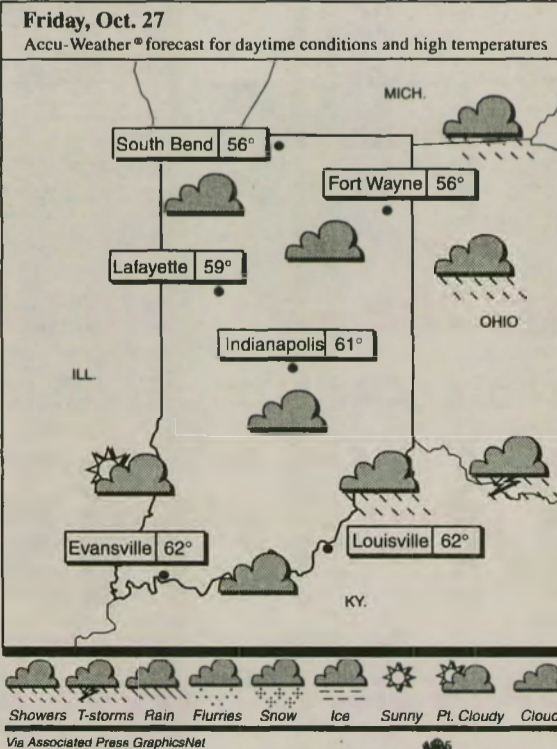 Friday, Oct. 27
Accu-Weather® forecast for daytime conditions and high temperatures
MICH.
South Bend 56°
Fort Wayne 56°
Lafayette 59°
OHIO
Indianapolis 61°
ILL.
Evansville 62°
Louisville 62°
KY.
Showers T-storms Rain Flurries Snow Ice Sunny Pt. Cloudy Cloud
Via Associated Press GraphicsNet